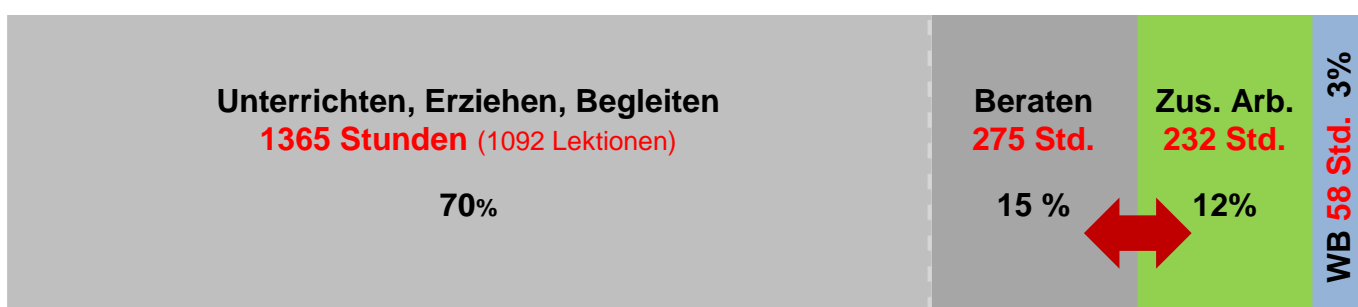 Unterrichten, Erziehen, Begleiten
1365 Stunden (1092 Lektionen)
70%
Beraten
275 Std.
15 %
Zus. Arb.
232 Std.
12%
WB 58 Std. 3%